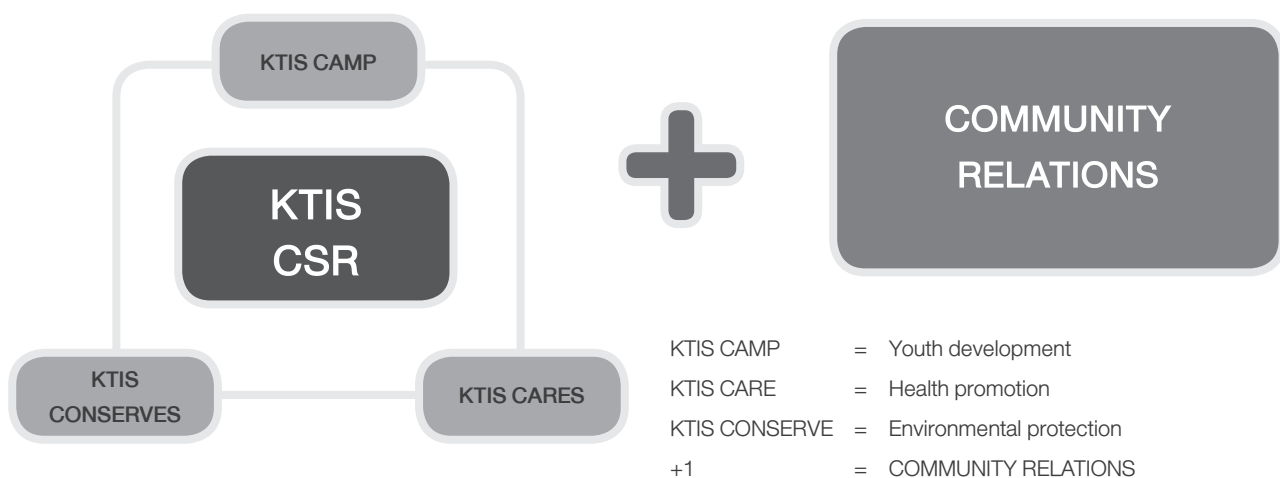 KTIS CAMP
KTIS
CSR
KTIS
CONSERVES
KTIS CARES
COMMUNITY
RELATIONS
KTIS CAMP = Youth development
KTIS CARE = Health promotion
KTIS CONSERVE = Environmental protection
+1 = COMMUNITY RELATIONS